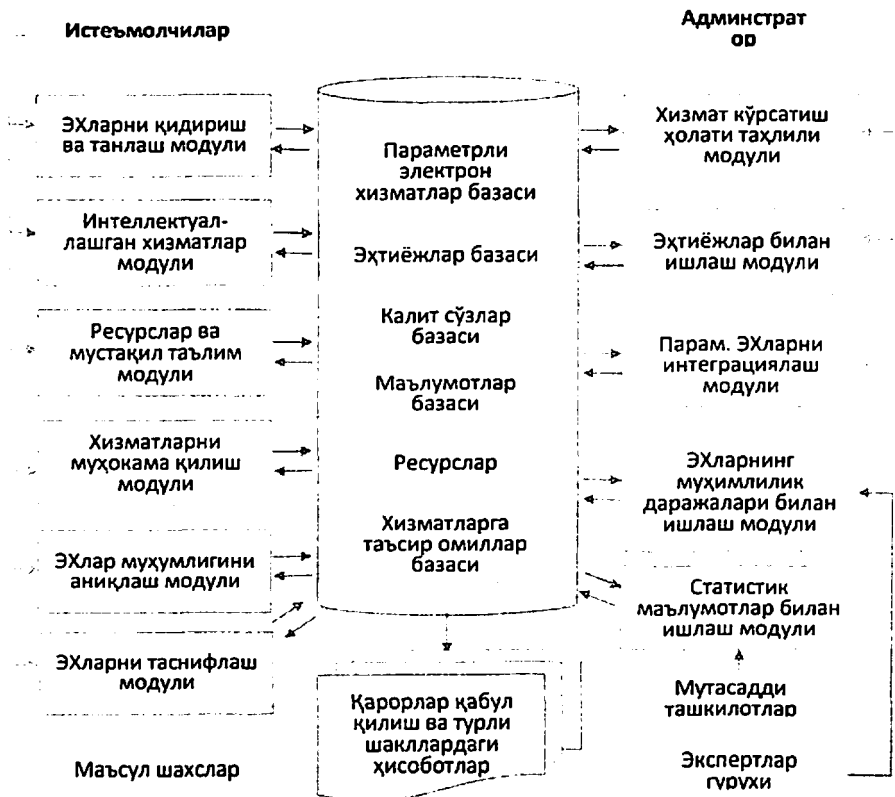 Истеъмолчилар
Админстрат
ор
ЭХларни қидириш
ва танлаш модули
Интеллектуал-
лашган хизматлар
модули
Ресурслар ва
мустақил таълим
модули
Хизматларни
муҳокама қилиш
модули
ЭХлар муҳумлигини
аниқлаш модули
ЭХларни таснифлаш
модули
Маъсул шахслар
Параметрли
электрон
хизматлар базаси
Эҳтиёжлар базаси
Калит сўзлар
базаси
Маълумотлар
базаси
Ресурслар
Хизматларга
таъсир омиллар
базаси
Қарорлар қабул
қилиш ва турли
шакллардаги
ҳисоботлар
Хизмат кўрсатиш
ҳолати таҳлили
модули
Эҳтиёжлар билан
ишлаш модули
Парам. ЭХларни
интеграциялаш
модули
ЭХларнинг
муҳимлилик
даражалари билан
ишлаш модули
Статистик
маълумотлар билан
ишлаш модули
Мутасадди
ташкилотлар
Экспертлар
гурухи